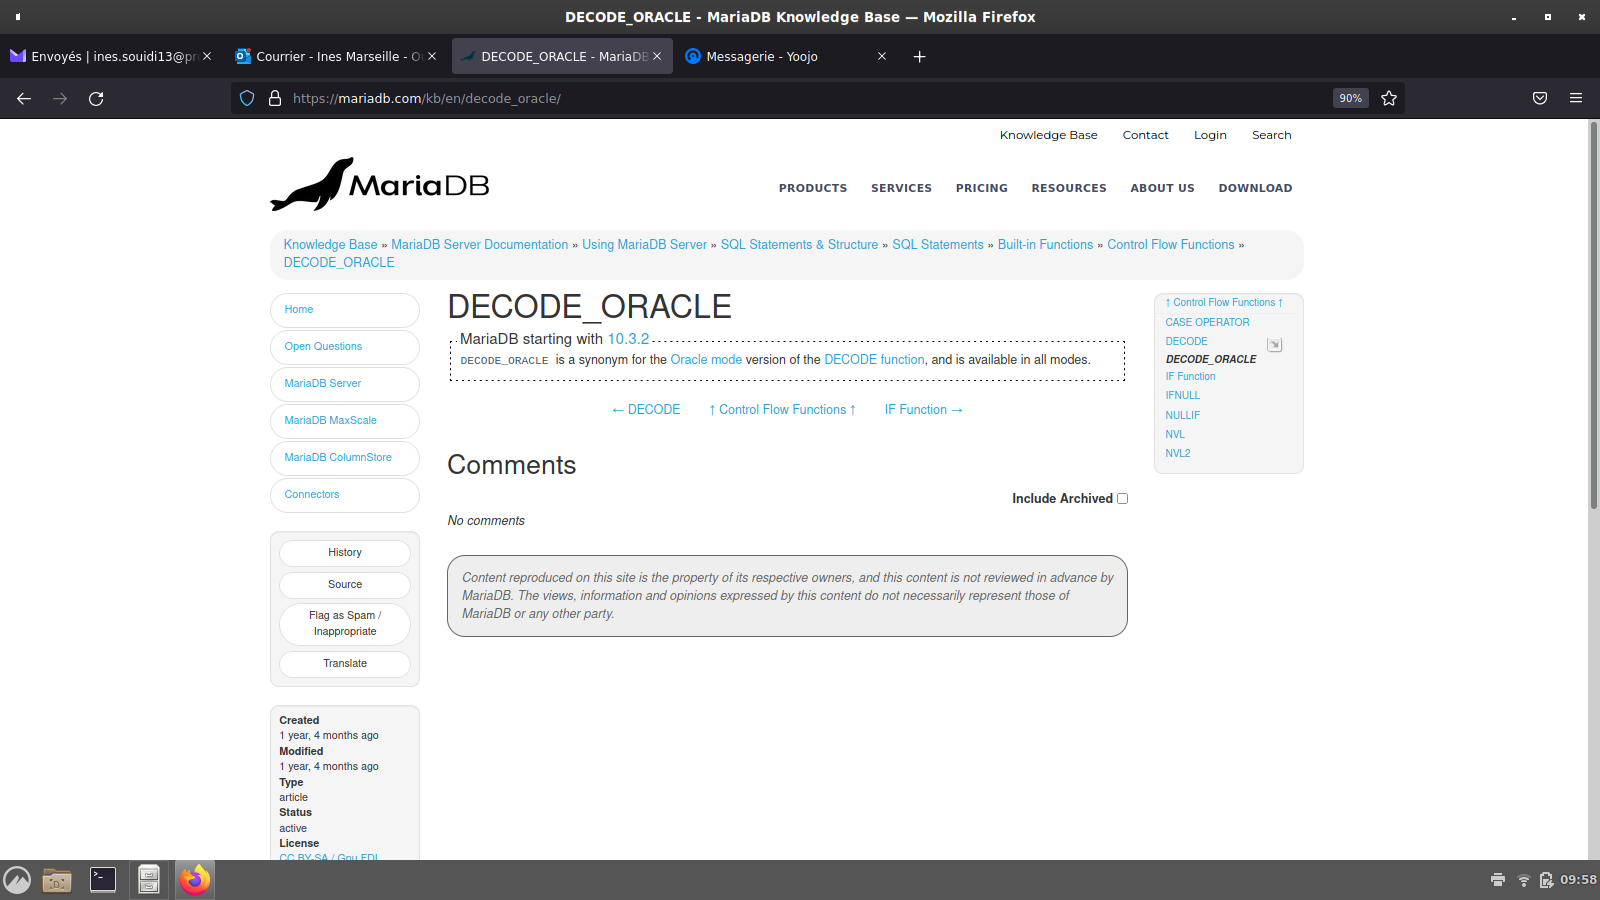 DECODE_ORACLE - MariaDB Knowledge Base — Mozilla Firefox
Envoyés | ines.souidi13@pr
Courrier - Ines Marseille - O
DECODE_ORACLE - MariaDB
Messagerie - Yoojo
https://mariadb.com/kb/en/decode_oracle/
90%
Knowledge Base Contact Login Search
MariaDB
PRODUCTS SERVICES PRICING RESOURCES ABOUT US DOWNLOAD
Knowledge Base » MariaDB Server Documentation » Using MariaDB Server » SQL Statements & Structure » SQL Statements » Built-in Functions » Control Flow Functions »
DECODE_ORACLE
Home
Open Questions
MariaDB Server
MariaDB MaxScale
MariaDB ColumnStore
Connectors
History
Source
Flag as Spam /
Inappropriate
Translate
Created
1 year, 4 months ago
Modified
1 year, 4 months ago
Type
article
Status
active
License
CC BY-SA / Gnu FDL
DECODE_ORACLE
MariaDB starting with 10.3.2
DECODE_ORACLE is a synonym for the Oracle mode version of the DECODE function, and is available in all modes.
← DECODE ↑ Control Flow Functions ↑ IF Function →
Comments
Include Archived
No comments
Content reproduced on this site is the property of its respective owners, and this content is not reviewed in advance by
MariaDB. The views, information and opinions expressed by this content do not necessarily represent those of
MariaDB or any other party.
↑ Control Flow Functions ↑
CASE OPERATOR
DECODE
DECODE_ORACLE
IF Function
IFNULL
NULLIF
NVL
NVL2
09:58